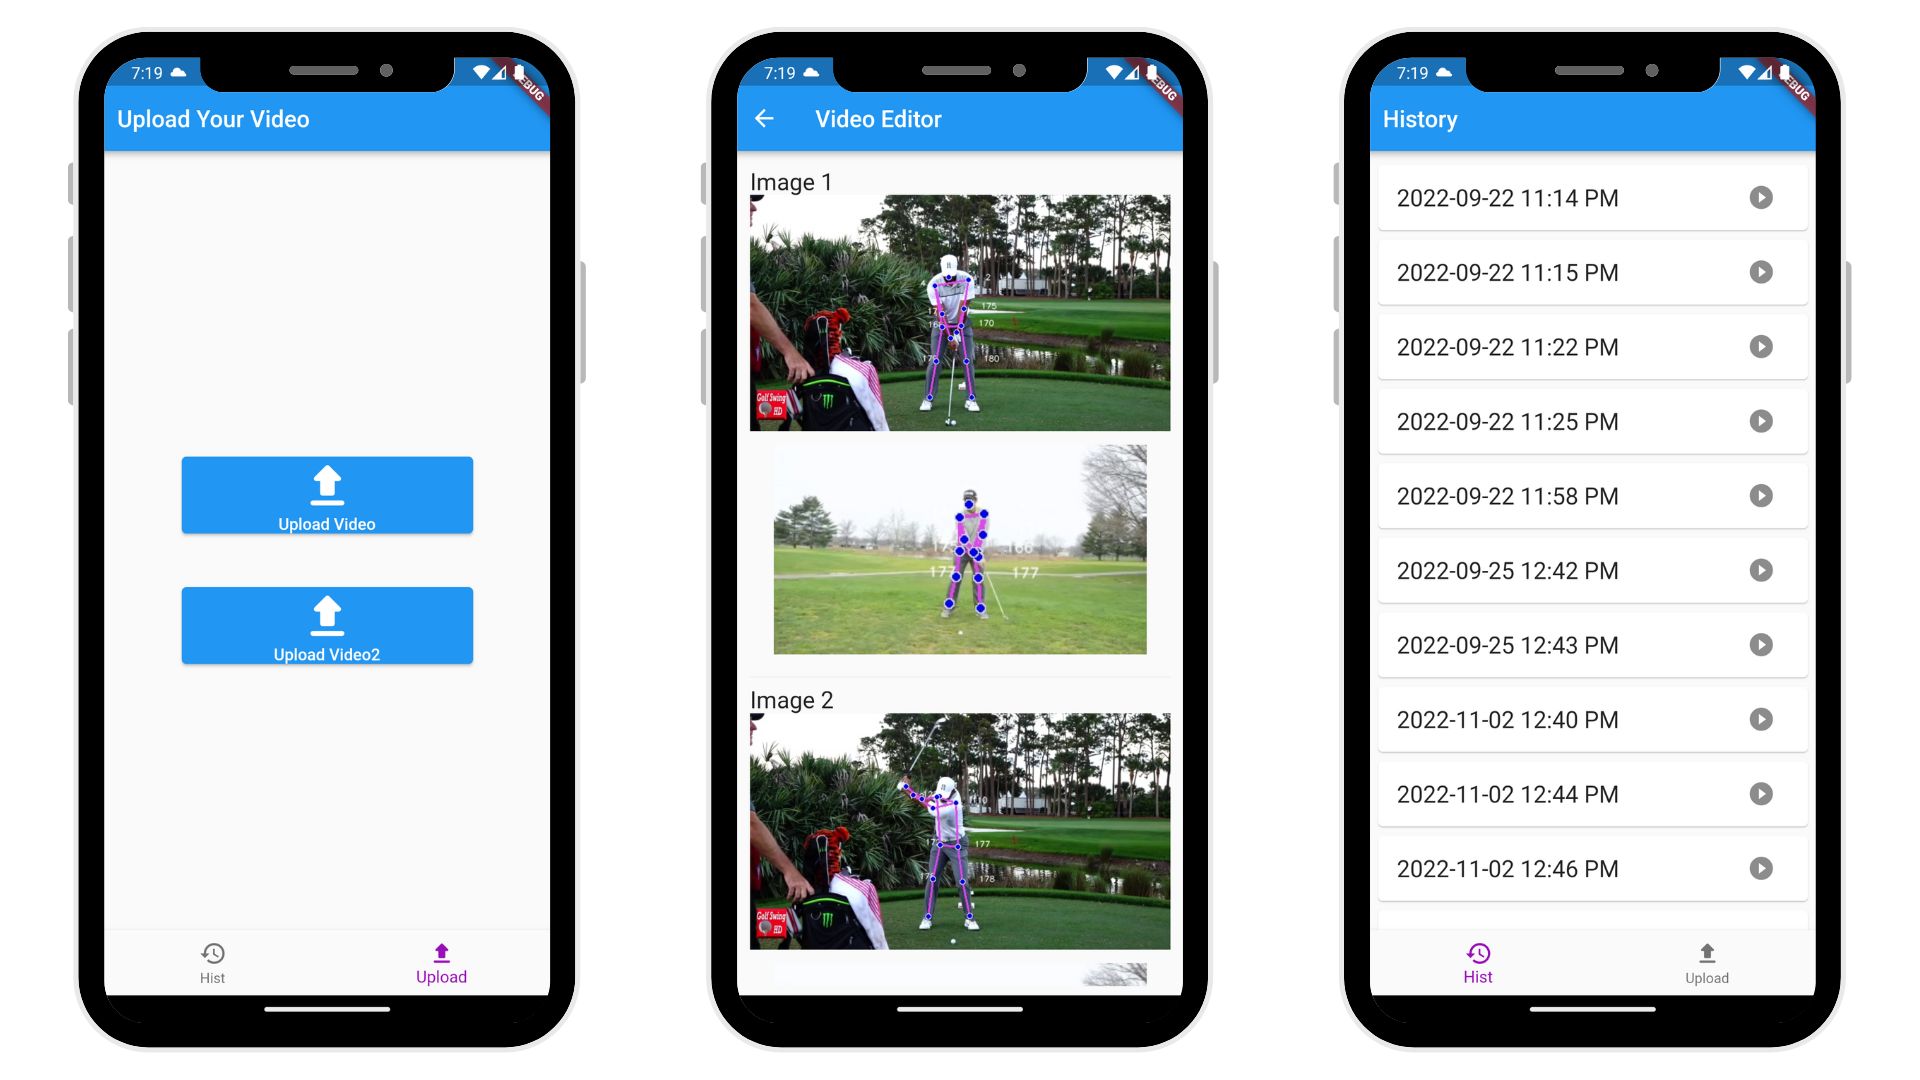 7:19
DEBUG
Upload Your Video
Upload Video
Upload Video2
Hist
Upload
7:19
DEBUG
Video Editor
Image 1
2
175
170
180
Golf Swing
HD
166
177
177
Image 2
110
177
178
Golf Swing
HD
7:19
DEBUG
History
2022-09-22 11:14 PM
2022-09-22 11:15 PM
2022-09-22 11:22 PM
2022-09-22 11:25 PM
2022-09-22 11:58 PM
2022-09-25 12:42 PM
2022-09-25 12:43 PM
2022-11-02 12:40 PM
2022-11-02 12:44 PM
2022-11-02 12:46 PM
Hist
Upload